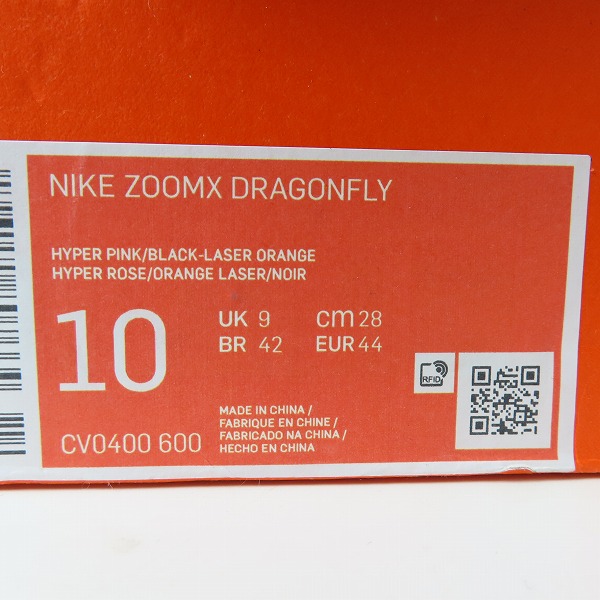 NIKE ZOOMX DRAGONFLY
HYPER PINK/BLACK-LASER ORANGE
HYPER ROSE/ORANGE LASER/NOIR
10
UK 9 cm 28
BR 42 EUR 44
RFID
CV0400 600
MADE IN CHINA /
FABRIQUE EN CHINE /
FABRICADO NA CHINA /
HECHO EN CHINA